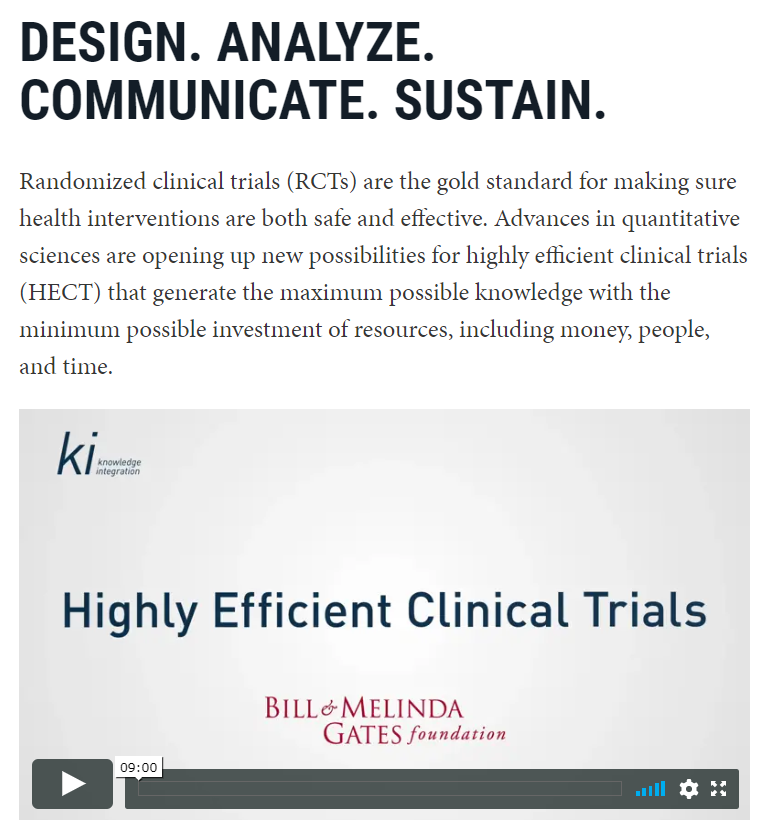 DESIGN. ANALYZE.
COMMUNICATE. SUSTAIN.
Randomized clinical trials (RCTs) are the gold standard for making sure
health interventions are both safe and effective. Advances in quantitative
sciences are opening up new possibilities for highly efficient clinical trials
(HECT) that generate the maximum possible knowledge with the
minimum possible investment of resources, including money, people,
and time.
ki knowledge
integration
Highly Efficient Clinical Trials
BILL & MELINDA
GATES foundation
09:00